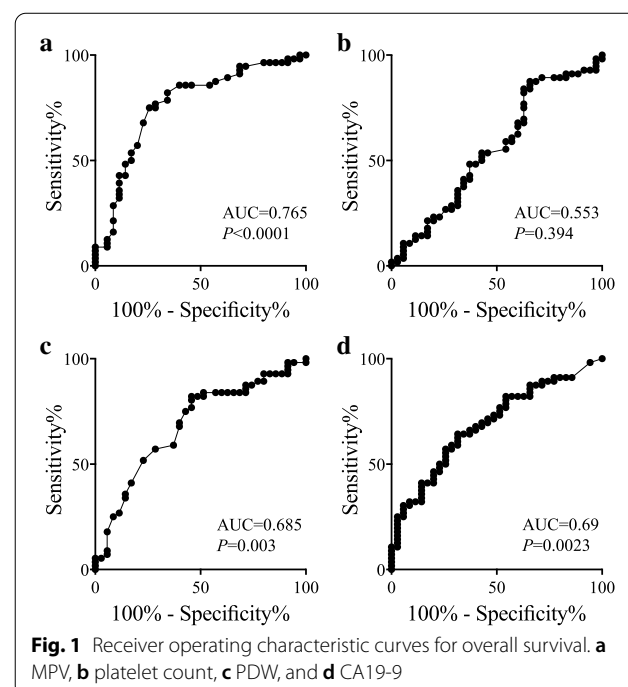 a
100
50
0
Sensitivity%
AUC=0.765
P<0.0001
0 50 100
100% - Specificity%
b
100
50
0
Sensitivity%
AUC=0.553
P=0.394
0 50 100
100% - Specificity%
c
100
50
0
Sensitivity%
AUC=0.685
P=0.003
0 50 100
100% - Specificity%
d
100
50
0
Sensitivity%
AUC=0.69
P=0.0023
0 50 100
100% - Specificity%
Fig. 1 Receiver operating characteristic curves for overall survival. a
MPV, b platelet count, c PDW, and d CA19-9